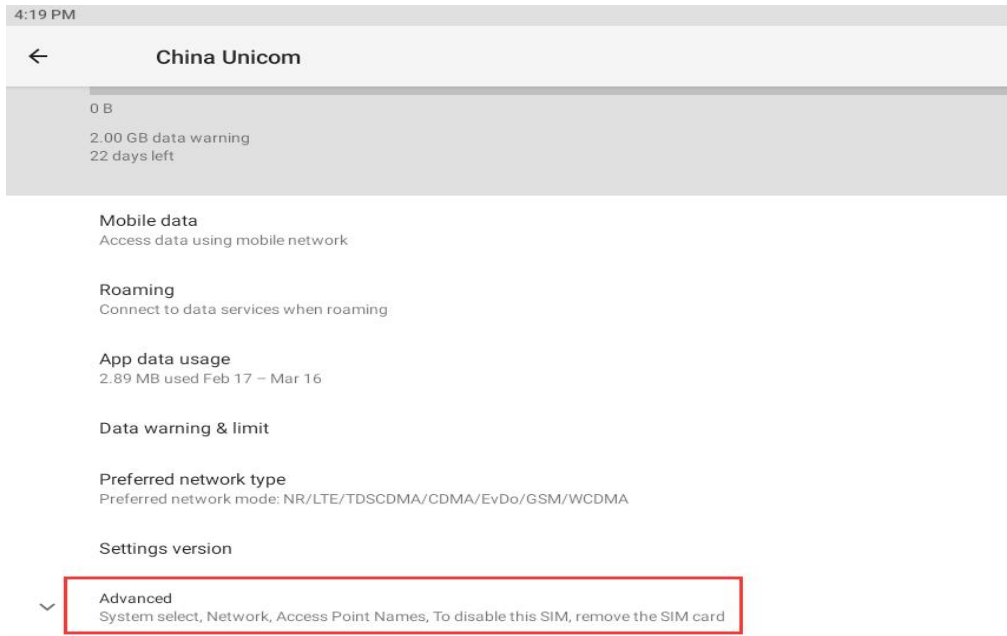 4:19 PM
China Unicom
0 B
2.00 GB data warning
22 days left
Mobile data
Access data using mobile network
Roaming
Connect to data services when roaming
App data usage
2.89 MB used Feb 17 – Mar 16
Data warning & limit
Preferred network type
Preferred network mode: NR/LTE/TDSCDMA/CDMA/EvDo/GSM/WCDMA
Settings version
Advanced
System select, Network, Access Point Names, To disable this SIM, remove the SIM card